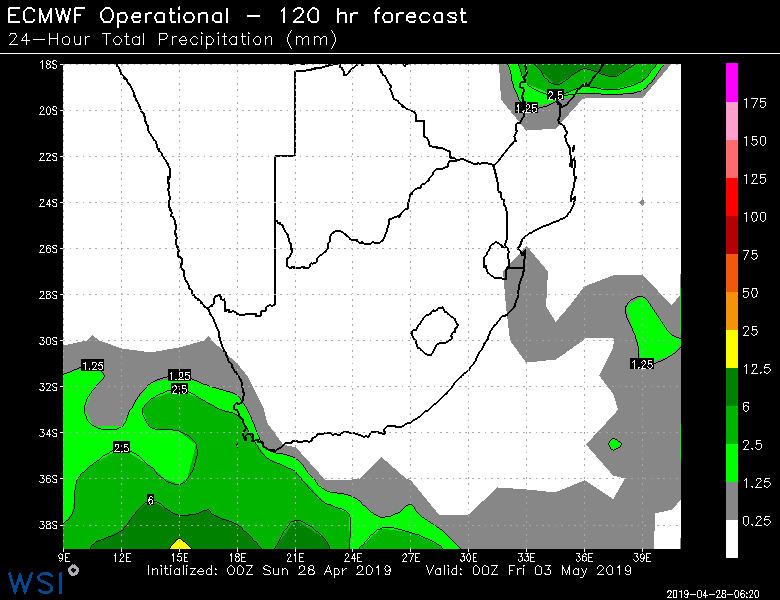 ECMWF Operational – 120 hr forecast
24–Hour Total Precipitation (mm)
18S
20S
22S
24S
26S
28S
30S
32S
34S
36S
38S
1.25
2.5
1.25
1.25
1.25
2.5
2.5
6
175
150
125
100
75
50
25
12.5
6
2.5
1.25
0.25
9E 12E 15E 18E 21E 24E 27E 30E 33E 36E 39E
Initialized: 00Z Sun 28 Apr 2019 Valid: 00Z Fri 03 May 2019
WSI
2019-04-28-06:20